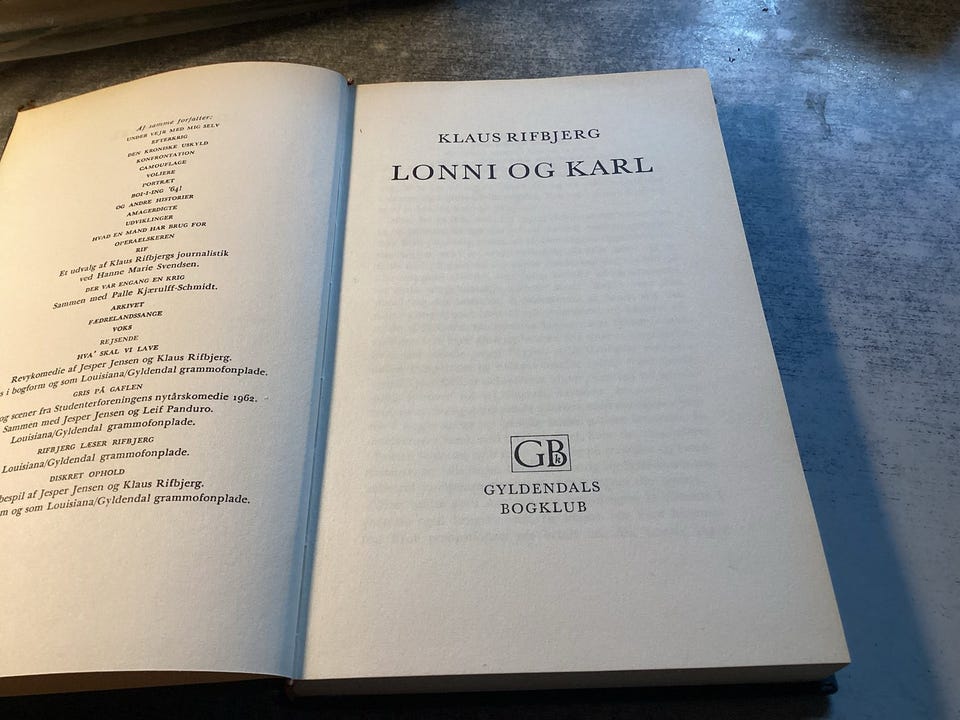 Af samme forfatter:
UNDER VEJR MED MIG SELV
EFTERKRIG
DEN KRONISKE USKYLD
KONFRONTATION
CAMOUFLAGE
VOLIERE
PORTRÆT
BOI-I-ING '64!
OG ANDRE HISTORIER
AMAGERDIGTE
UDVIKLINGER
HVAD EN MAND HAR BRUG FOR
OPERAELSKEREN
RIF
Et udvalg af Klaus Rifbjergs journalistik
ved Hanne Marie Svendsen.
DER VAR ENGANG EN KRIG
Sammen med Palle Kjærulff-Schmidt.
ARKIVET
FÆDRELANDSSANGE
VOKS
REJSENDE
HVA' SKAL VI LAVE
Revykomedie af Jesper Jensen og Klaus Rifbjerg.
i bogform og som Louisiana/Gyldendal grammofonplade.
GRIS PÅ GAFLEN
og scener fra Studenterforeningens nytårskomedie 1962.
Sammen med Jesper Jensen og Leif Panduro.
Louisiana/Gyldendal grammofonplade.
RIFBJERG LÆSER RIFBJERG
Louisiana/Gyldendal grammofonplade.
DISKRET OPHOLD
af Jesper Jensen og Klaus Rifbjerg.
og som Louisiana/Gyldendal grammofonplade.
KLAUS RIFBJERG
LONNI OG KARL
GBk
GYLDENDALS
BOGKLUB